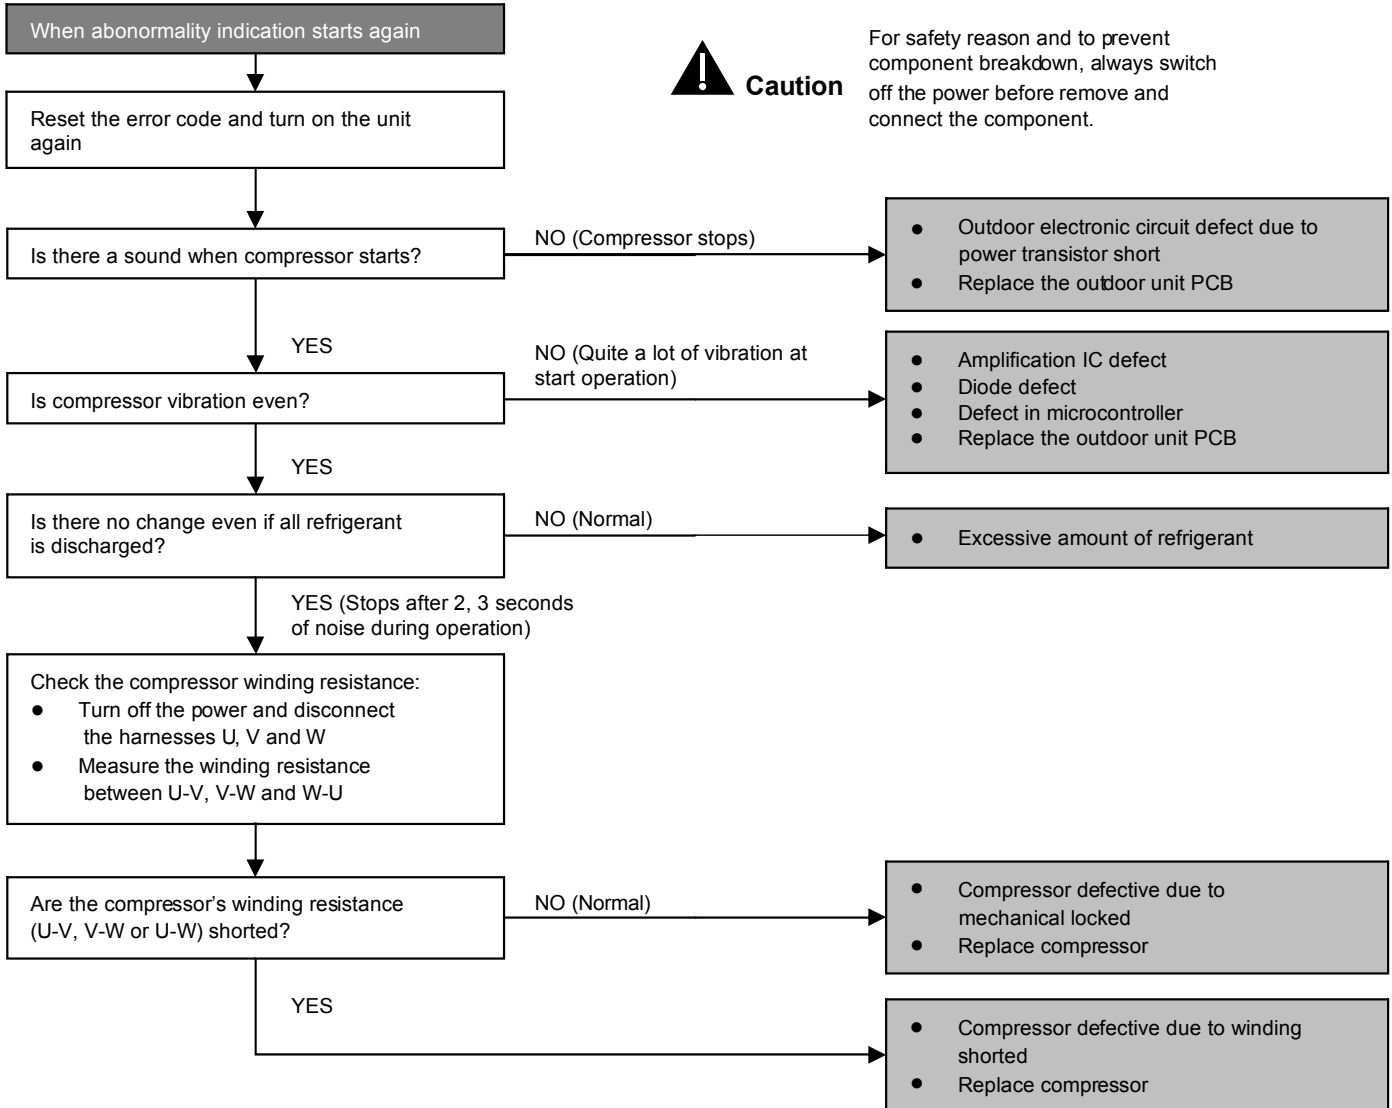 When abonormality indication starts again
Caution
For safety reason and to prevent
component breakdown, always switch
off the power before remove and
connect the component.
Reset the error code and turn on the unit
again
Is there a sound when compressor starts?
NO (Compressor stops)
● Outdoor electronic circuit defect due to
power transistor short
● Replace the outdoor unit PCB
YES
Is compressor vibration even?
NO (Quite a lot of vibration at
start operation)
● Amplification IC defect
● Diode defect
● Defect in microcontroller
● Replace the outdoor unit PCB
YES
Is there no change even if all refrigerant
is discharged?
NO (Normal)
● Excessive amount of refrigerant
YES (Stops after 2, 3 seconds
of noise during operation)
Check the compressor winding resistance:
● Turn off the power and disconnect
the harnesses U, V and W
● Measure the winding resistance
between U-V, V-W and W-U
Are the compressor's winding resistance
(U-V, V-W or U-W) shorted?
NO (Normal)
● Compressor defective due to
mechanical locked
● Replace compressor
YES
● Compressor defective due to winding
shorted
● Replace compressor